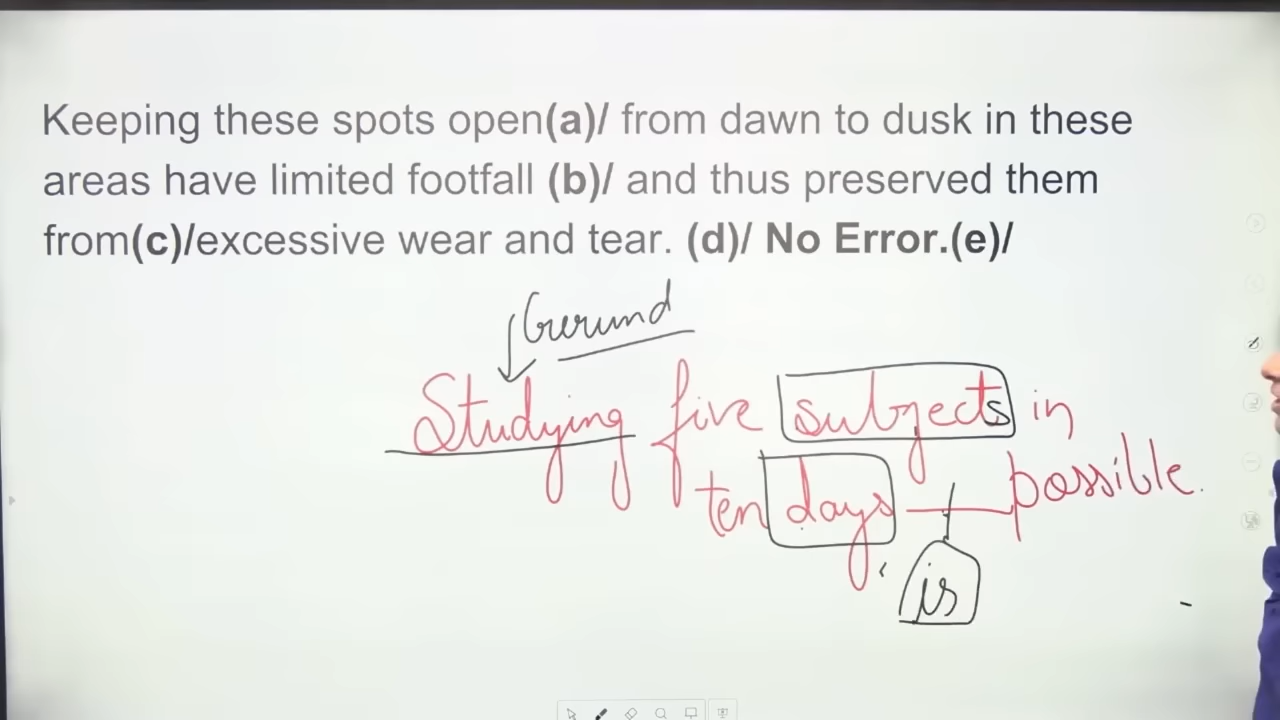 Keeping these spots open(a)/ from dawn to dusk in these
areas have limited footfall (b)/ and thus preserved them
from(c)/excessive wear and tear. (d)/ No Error.(e)/
Gerund
Studying five subjects in
ten days possible.
is